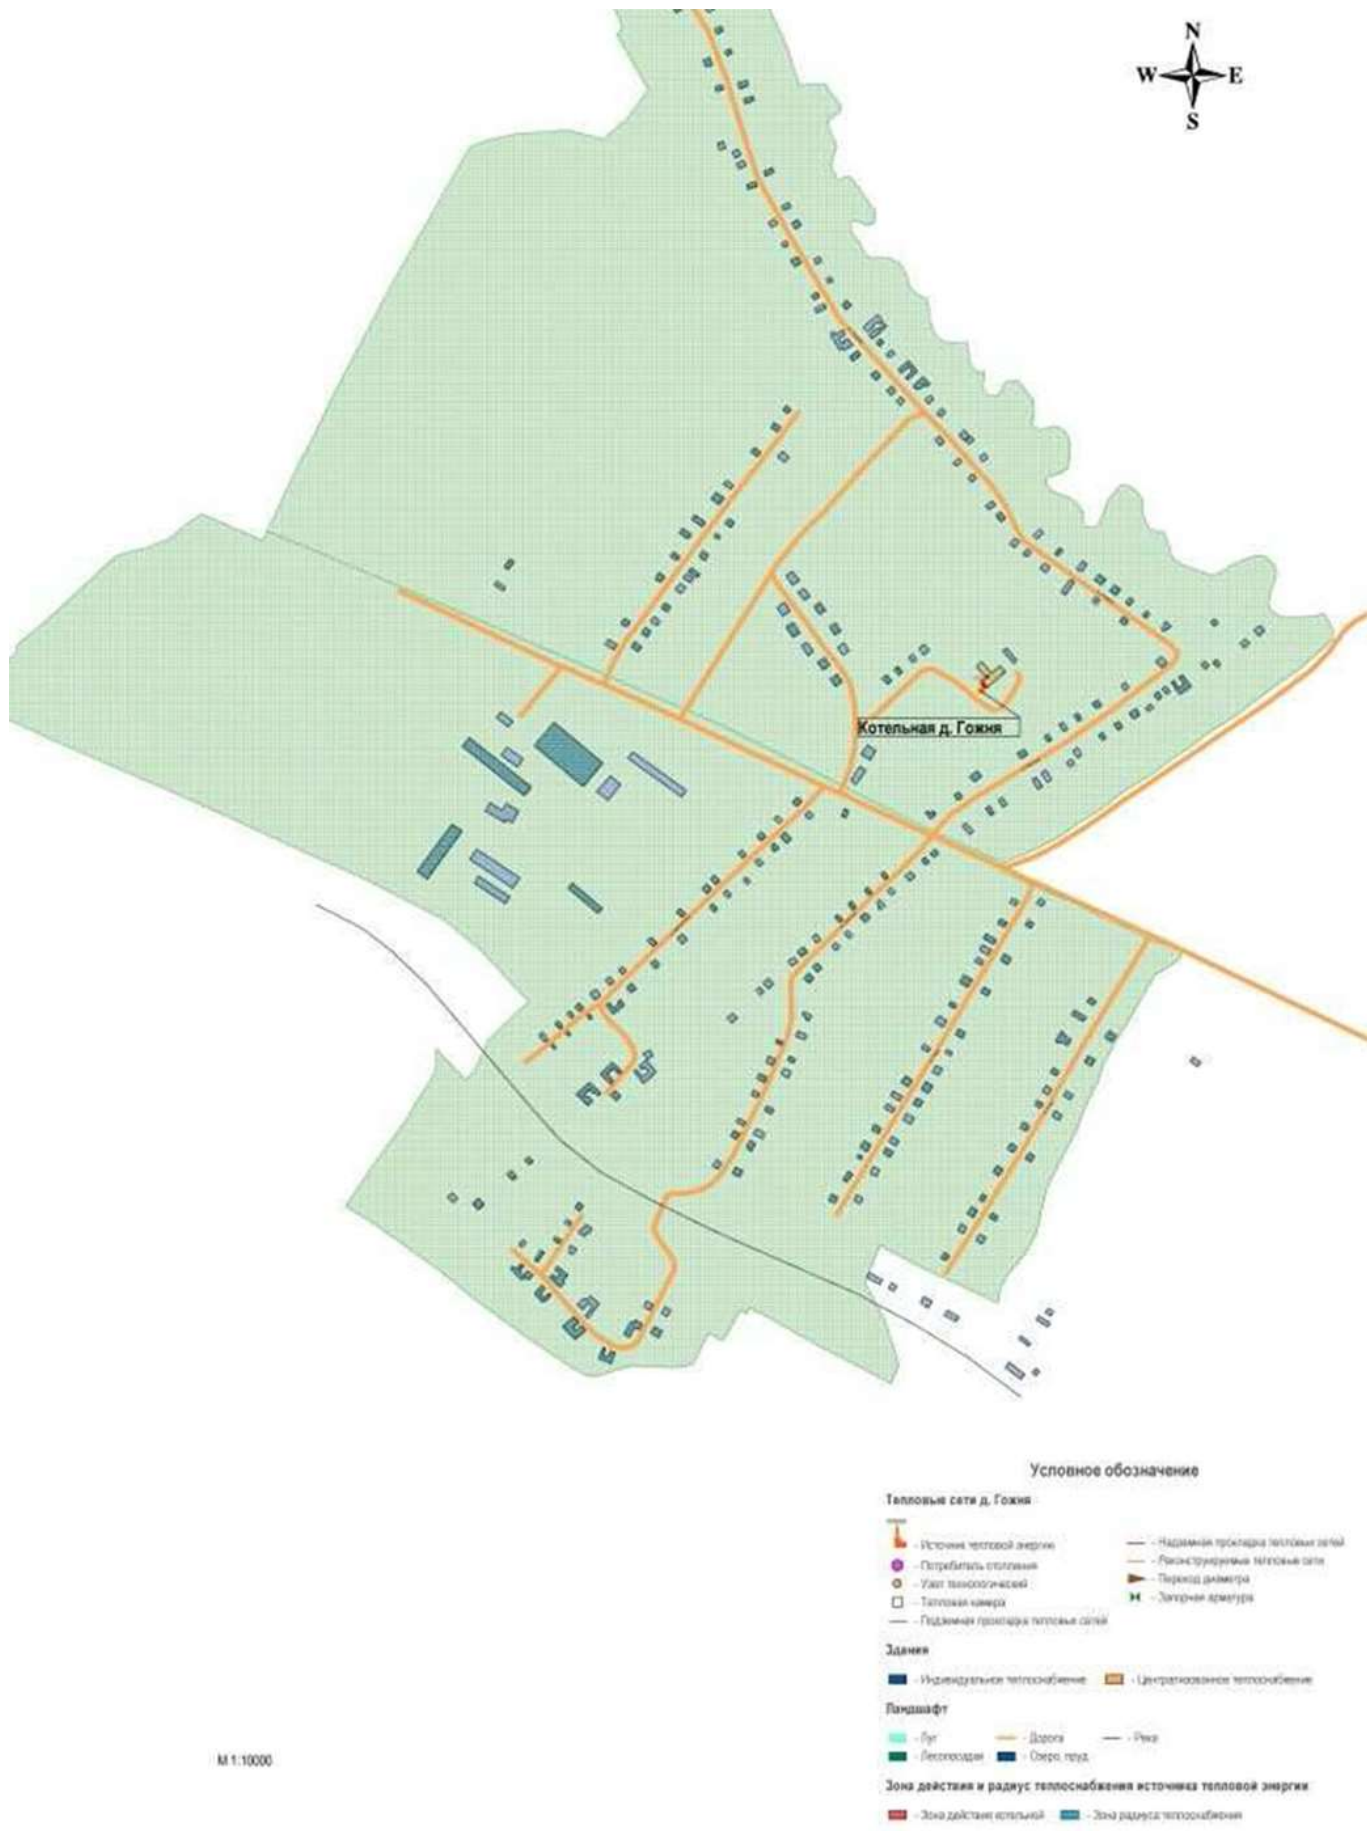 N
W E
S
Котельная д. Гожня
Условное обозначение
Тепловые сети д. Гожня
- Источник тепловой энергии
- Надземная прокладка тепловых сетей
- Потребитель отопления
- Реконструируемые тепловые сети
- Узел технологический
- Переход диаметра
- Тепловая камера
- Запорная арматура
- Подземная прокладка тепловых сетей
Здания
- Индивидуальное теплоснабжение - Централизованное теплоснабжение
Ландшафт
- Луг - Дорога - Река
- Лесопосадки - Озеро, пруд
Зона действия и радиус теплоснабжения источника тепловой энергии
- Зона действия котельной - Зона радиуса теплоснабжения
М 1:10000